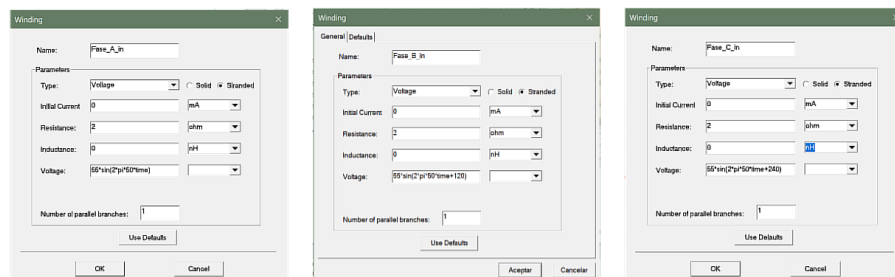 Winding
Name: Fase_A_in
Parameters
Type: Voltage Solid Stranded
Initial Current 0 mA
Resistance: 2 ohm
Inductance: 0 nH
Voltage: 55*sin(2*pi*50*time)
Number of parallel branches: 1
Use Defaults
OK Cancel
Winding
General Defaults
Name: Fase_B_in
Parameters
Type: Voltage Solid Stranded
Initial Current 0 mA
Resistance: 2 ohm
Inductance: 0 nH
Voltage: 55*sin(2*pi*50*time+120)
Number of parallel branches: 1
Use Defaults
Aceptar Cancelar
Winding
Name: Fase_C_in
Parameters
Type: Voltage Solid Stranded
Initial Current 0 mA
Resistance: 2 ohm
Inductance: 0 nH
Voltage: 55*sin(2*pi*50*time+240)
Number of parallel branches: 1
Use Defaults
OK Cancel